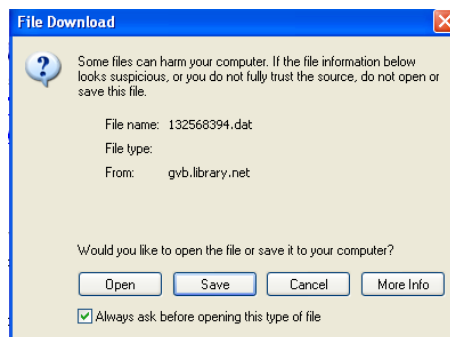 File Download
Some files can harm your computer. If the file information below
looks suspicious, or you do not fully trust the source, do not open or
save this file.
File name: 132568394.dat
File type:
From: gvb.library.net
Would you like to open the file or save it to your computer?
Open Save Cancel More Info
Always ask before opening this type of file